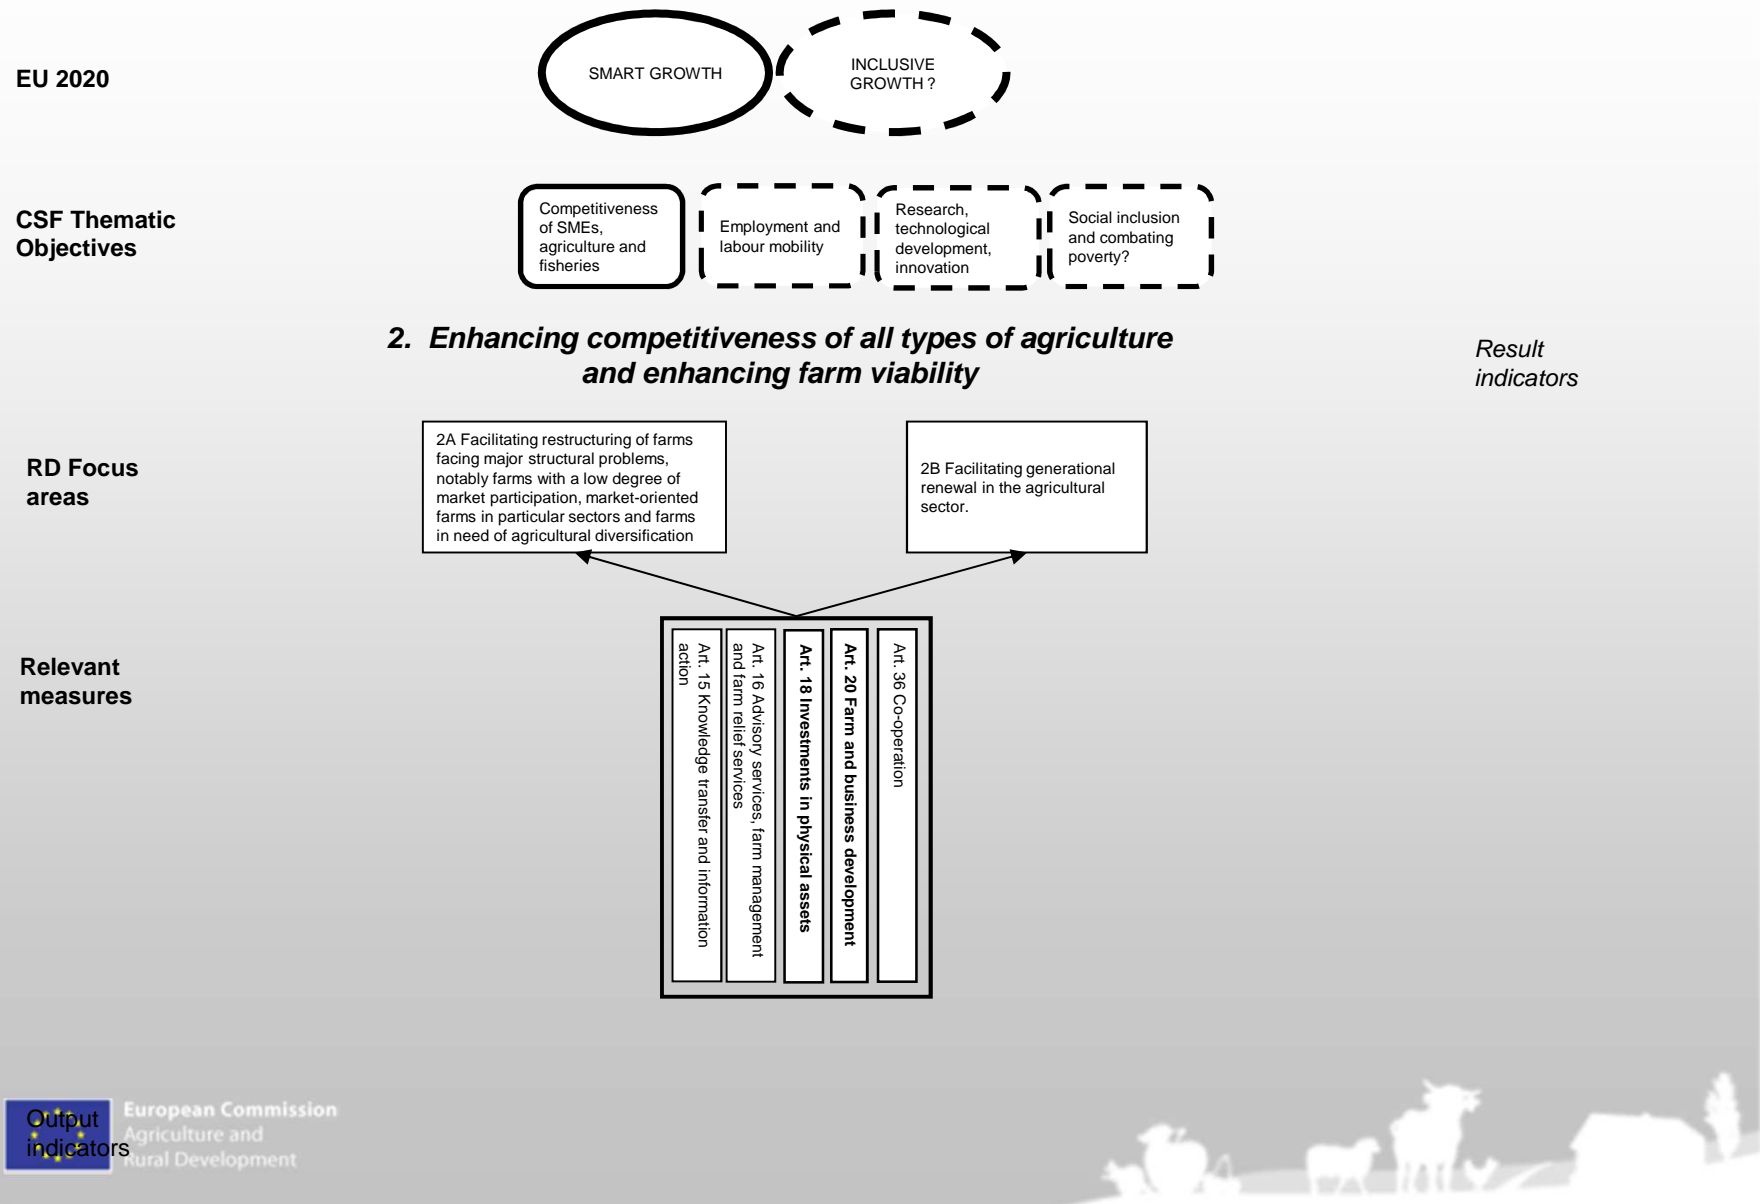 EU 2020
SMART GROWTH
INCLUSIVE
GROWTH ?
CSF Thematic
Objectives
Competitiveness
of SMEs,
agriculture and
fisheries
Employment and
labour mobility
Research,
technological
development,
innovation
Social inclusion
and combating
poverty?
2. Enhancing competitiveness of all types of agriculture
and enhancing farm viability
Result
indicators
RD Focus
areas
2A Facilitating restructuring of farms
facing major structural problems,
notably farms with a low degree of
market participation, market-oriented
farms in particular sectors and farms
in need of agricultural diversification
2B Facilitating generational
renewal in the agricultural
sector.
Relevant
measures
Art. 15 Knowledge transfer and information
action
Art. 16 Advisory services, farm management
and farm relief services
Art. 18 Investments in physical assets
Art. 20 Farm and business development
Art. 36 Co-operation
Output
indicators
European Commission
Agriculture and
Rural Development